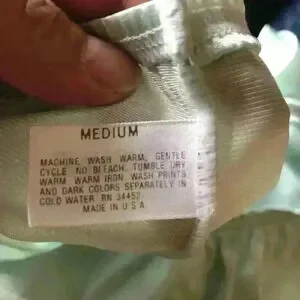 MEDIUM
MACHINE WASH WARM, GENTLE
CYCLE NO BLEACH. TUMBLE DRY
WARM WARM IRON. WASH PRINTS
AND DARK COLORS SEPARATELY IN
COLD WATER RN 34452
MADE IN U S A